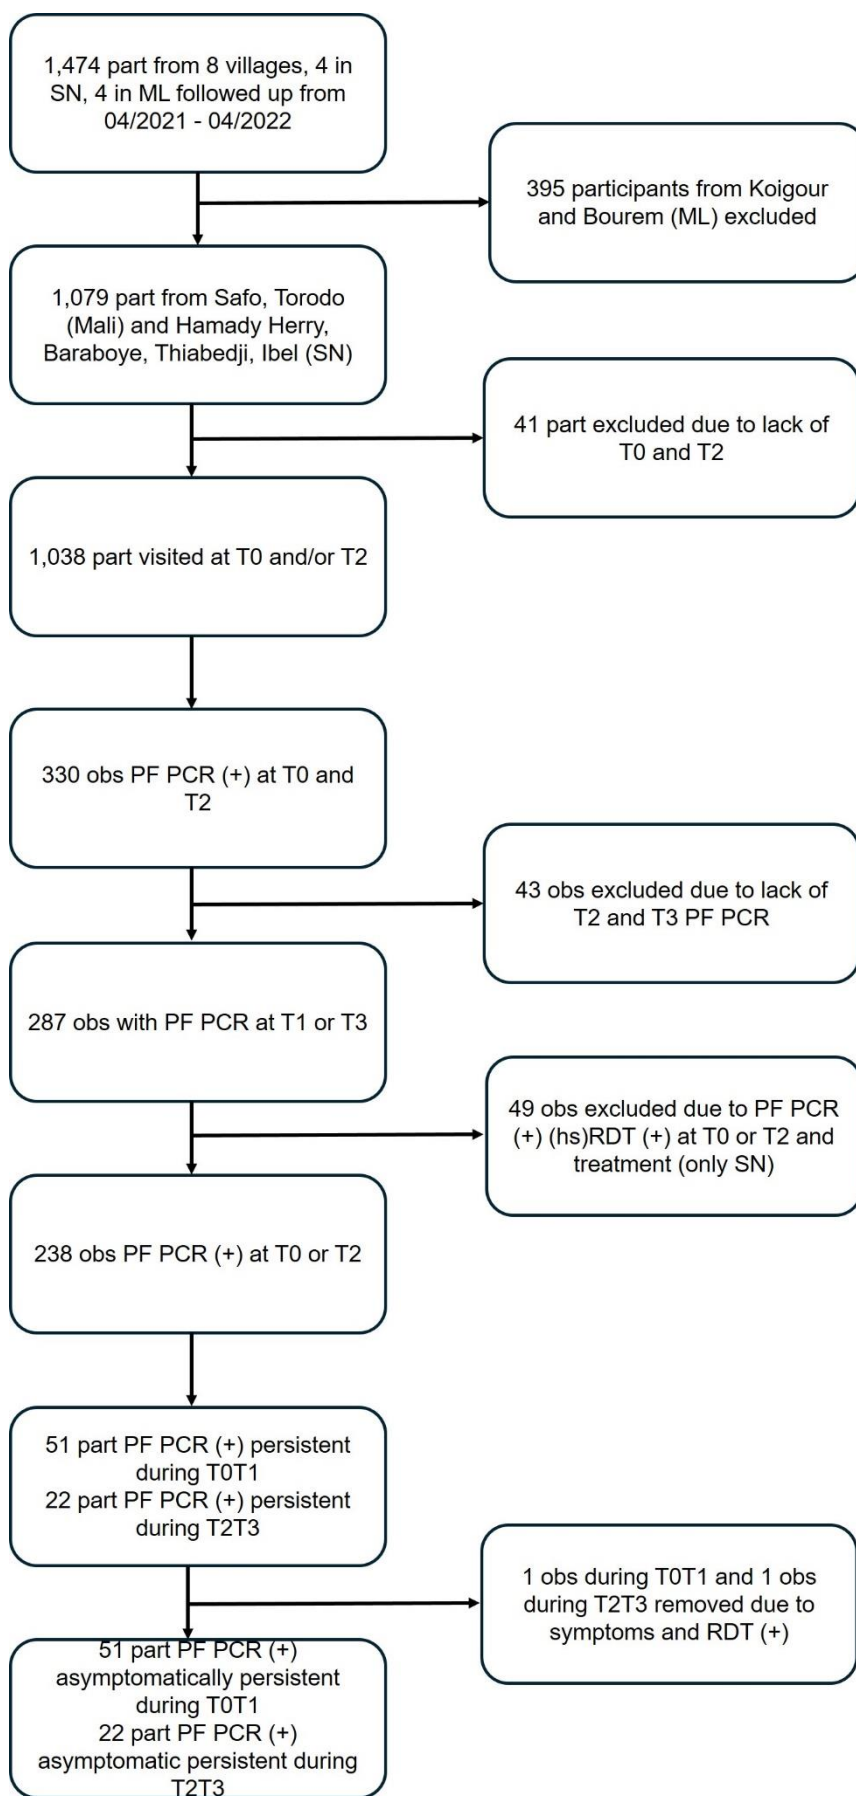 1,474 part from 8 villages, 4 in
SN, 4 in ML followed up from
04/2021 - 04/2022
395 participants from Koigour
and Bourem (ML) excluded
1,079 part from Safo, Torodo
(Mali) and Hamady Herry,
Baraboye, Thiabedji, Ibel (SN)
41 part excluded due to lack of
T0 and T2
1,038 part visited at T0 and/or T2
330 obs PF PCR (+) at T0 and
T2
43 obs excluded due to lack of
T2 and T3 PF PCR
287 obs with PF PCR at T1 or T3
49 obs excluded due to PF PCR
(+) (hs)RDT (+) at T0 or T2 and
treatment (only SN)
238 obs PF PCR (+) at T0 or T2
51 part PF PCR (+) persistent
during T0T1
22 part PF PCR (+) persistent
during T2T3
1 obs during T0T1 and 1 obs
during T2T3 removed due to
symptoms and RDT (+)
51 part PF PCR (+)
asymptomatically persistent
during T0T1
22 part PF PCR (+)
asymptomatic persistent during
T2T3